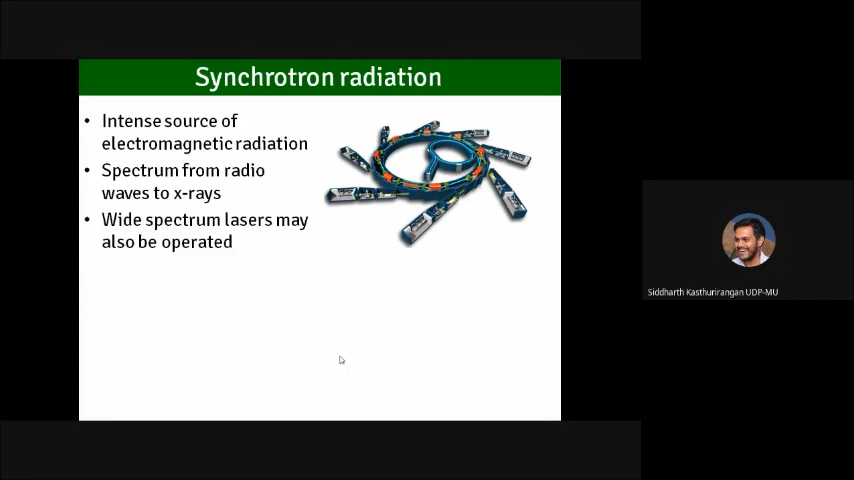 Synchrotron radiation
• Intense source of
electromagnetic radiation
• Spectrum from radio
waves to x-rays
• Wide spectrum lasers may
also be operated
Siddharth Kasthurirangan UDP-MU